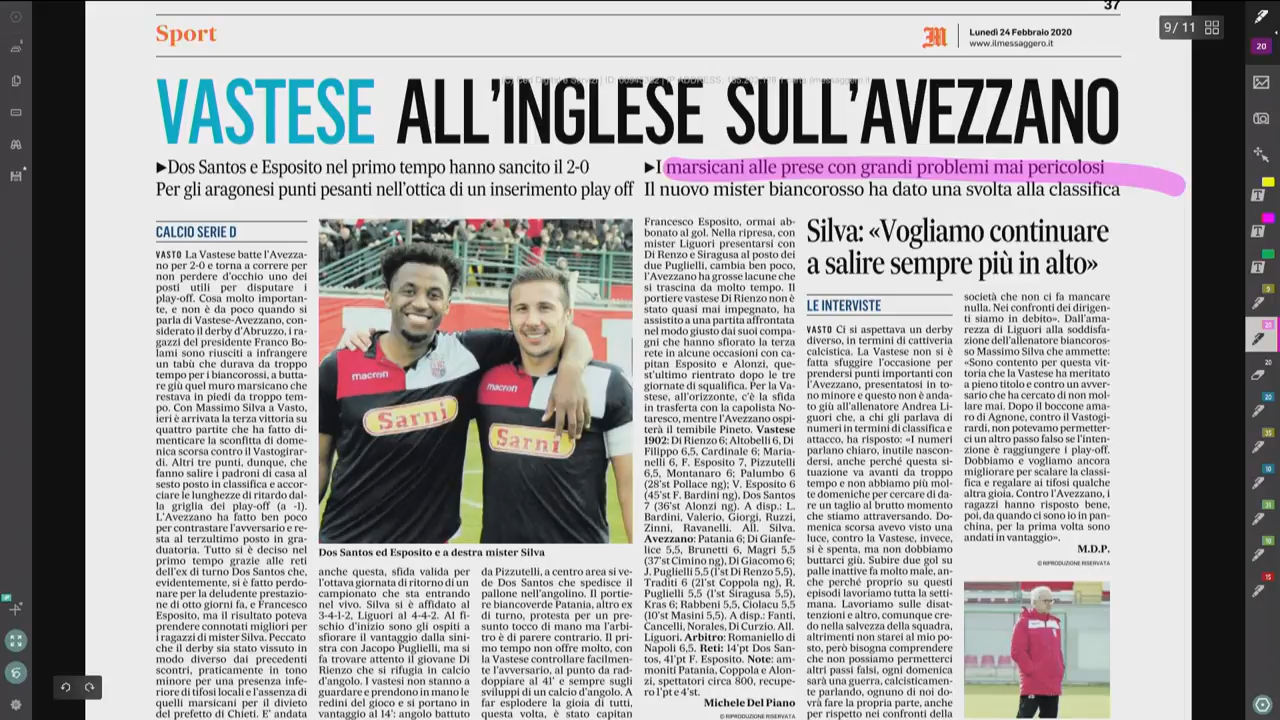 37
9/11
Sport
Lunedì 24 Febbraio 2020
www.ilmessaggero.it
VASTESE ALL'INGLESE SULL'AVEZZANO
▶Dos Santos e Esposito nel primo tempo hanno sancito il 2-0
Per gli aragonesi punti pesanti nell'ottica di un inserimento play off
▶I marsicani alle prese con grandi problemi mai pericolosi
Il nuovo mister biancorosso ha dato una svolta alla classifica
CALCIO SERIE D
VASTO La Vastese batte l'Avezza-
no per 2-0 e torna a correre per
non perdere d'occhio uno dei
posti utili per disputare i
play-off. Cosa molto importan-
te, e non è da poco quando si
parla di Vastese-Avezzano, con-
siderato il derby d'Abruzzo, i ra-
gazzi del presidente Franco Bo-
lami sono riusciti a infrangere
un tabù che durava da troppo
tempo per i biancorossi, a butta-
re giù quel muro marsicano che
restava in piedi da troppo tem-
po. Con Massimo Silva a Vasto,
ieri è arrivata la terza vittoria su
quattro partite che ha fatto di-
menticare la sconfitta di dome-
nica scorsa contro il Vastogirar-
di. Altri tre punti, dunque, che
fanno salire i padroni di casa al
sesto posto in classifica e accor-
ciare le lunghezze di ritardo dal-
la griglia dei play-off (a -1).
L'Avezzano ha fatto ben poco
per contrastare l'avversario e re-
sta al terzultimo posto in gra-
duatoria. Tutto si è deciso nel
primo tempo grazie alle reti
dell'ex di turno Dos Santos che,
evidentemente, si è fatto perdo-
nare per la deludente prestazio-
ne di otto giorni fa, e Francesco
Esposito, ma il risultato poteva
prendere connotati migliori per
i ragazzi di mister Silva. Peccato
che il derby sia stato vissuto in
modo diverso dai precedenti
scontri, praticamente in tono
minore per una presenza infe-
riore di tifosi locali e l'assenza di
quelli marsicani per il divieto
del prefetto di Chieti. E' andata
macron
Sarni
macron
Sarni
Dos Santos ed Esposito e a destra mister Silva
anche questa, sfida valida per
l'ottava giornata di ritorno di un
campionato che sta entrando
nel vivo. Silva si è affidato al
3-4-1-2, Liguori al 4-4-2. Al fi-
schio d'inizio sono gli ospiti a
sfiorare il vantaggio dalla sini-
stra con Jacopo Puglielli, ma si
fa trovare attento il giovane Di
Rienzo che si rifugia in calcio
d'angolo. I vastesi non stanno a
guardare e prendono in mano le
redini del gioco e si portano in
vantaggio al 14': angolo battuto
da Pizzutelli, a centro area si ve-
de Dos Santos che spedisce il
pallone nell'angolino. Il portie-
re biancoverde Patania, altro ex
di turno, protesta per un pre-
sunto tocco di mano ma l'arbi-
tro è di parere contrario. Il pri-
mo tempo non offre molto, con
la Vastese controllare facilmen-
te l'avversario, al punto da rad-
doppiare al 41' e sempre sugli
sviluppi di un calcio d'angolo. A
far esplodere la gioia di tutti,
questa volta, è stato capitan
Francesco Esposito, ormai ab-
bonato al gol. Nella ripresa, con
mister Liguori presentarsi con
Di Renzo e Siragusa al posto dei
due Puglielli, cambia ben poco,
l'Avezzano ha grosse lacune che
si trascina da molto tempo. Il
portiere vastese Di Rienzo non è
stato quasi mai impegnato, ha
assistito a una partita affrontata
nel modo giusto dai suoi compa-
gni che hanno sfiorato la terza
rete in alcune occasioni con ca-
pitan Esposito e Alonzi, que-
st'ultimo rientrato dopo le tre
giornate di squalifica. Per la Va-
stese, all'orizzonte, c'è la sfida
in trasferta con la capolista No-
taresco, mentre l'Avezzano ospi-
terà il temibile Pineto. Vastese
1902: Di Rienzo 6; Altobelli 6, Di
Filippo 6,5, Cardinale 6; Maria-
nelli 6, F. Esposito 7, Pizzutelli
6,5, Montanaro 6; Palumbo 6
(28'st Pollace ng); V. Esposito 6
(45'st F. Bardini ng), Dos Santos
7 (36'st Alonzi ng). A disp.: L.
Bardini, Valerio, Giorgi, Ruzzi,
Zinni, Ravanelli. All. Silva.
Avezzano: Patania 6; Di Gianfe-
lice 5,5, Brunetti 6, Magri 5,5
(37'st Cimino ng), Di Giacomo 6;
J. Puglielli 5,5 (1'st Di Renzo 5,5),
Traditi 6 (21'st Coppola ng), R.
Puglielli 5,5 (1'st Siragusa 5,5),
Kras 6; Rabbeni 5,5, Ciolacu 5,5
(10'st Masini 5,5). A disp.: Fanti,
Cancelli, Norales, Di Curzio. All.
Liguori. Arbitro: Romaniello di
Napoli 6,5. Reti: 14'pt Dos San-
tos, 41'pt F. Esposito. Note: am-
moniti Patania, Coppola e Alon-
zi, spettatori circa 800, recupe-
ro 1'pt e 4'st.
Michele Del Piano
© RIPRODUZIONE RISERVATA
Silva: «Vogliamo continuare
a salire sempre più in alto»
LE INTERVISTE
VASTO Ci si aspettava un derby
diverso, in termini di cattiveria
calcistica. La Vastese non si è
fatta sfuggire l'occasione per
prendersi punti importanti con
l'Avezzano, presentatosi in to-
no minore e questo non è anda-
to giù all'allenatore Andrea Li-
guori che, a chi gli parlava di
numeri in termini di classifica e
attacco, ha risposto: «I numeri
parlano chiaro, inutile nascon-
dersi, anche perché questa si-
tuazione va avanti da troppo
tempo e non abbiamo più mol-
te domeniche per cercare di da-
re un taglio al brutto momento
che stiamo attraversando. Do-
menica scorsa avevo visto una
luce, contro la Vastese, invece,
si è spenta, ma non dobbiamo
buttarci giù. Subire due gol su
palle inattive fa molto male, an-
che perché proprio su questi
episodi lavoriamo tutta la setti-
mana. Lavoriamo sulle disat-
tenzioni e altro, comunque cre-
do nella salvezza della squadra,
altrimenti non starei al mio po-
sto, però bisogna comprendere
che non possiamo permetterci
altri passi falsi, ogni domenica
sarà una guerra, calcisticamen-
te parlando, ognuno di noi do-
vrà fare la propria parte, anche
per rispetto nei confronti della
società che non ci fa mancare
nulla. Nei confronti dei dirigen-
ti siamo in debito». Dall'ama-
rezza di Liguori alla soddisfa-
zione dell'allenatore biancoros-
so Massimo Silva che ammette:
«Sono contento per questa vit-
toria che la Vastese ha meritato
a pieno titolo e contro un avver-
sario che ha cercato di non mol-
lare mai. Dopo il boccone ama-
ro di Agnone, contro il Vastogi-
rardi, non potevamo permetter-
ci un altro passo falso se l'inten-
zione è raggiungere i play-off.
Dobbiamo e vogliamo ancora
migliorare per scalare la classi-
fica e regalare ai tifosi qualche
altra gioia. Contro l'Avezzano, i
ragazzi hanno risposto bene,
poi, da quando ci sono io in pan-
china, per la prima volta sono
andati in vantaggio».
M.D.P.
© RIPRODUZIONE RISERVATA